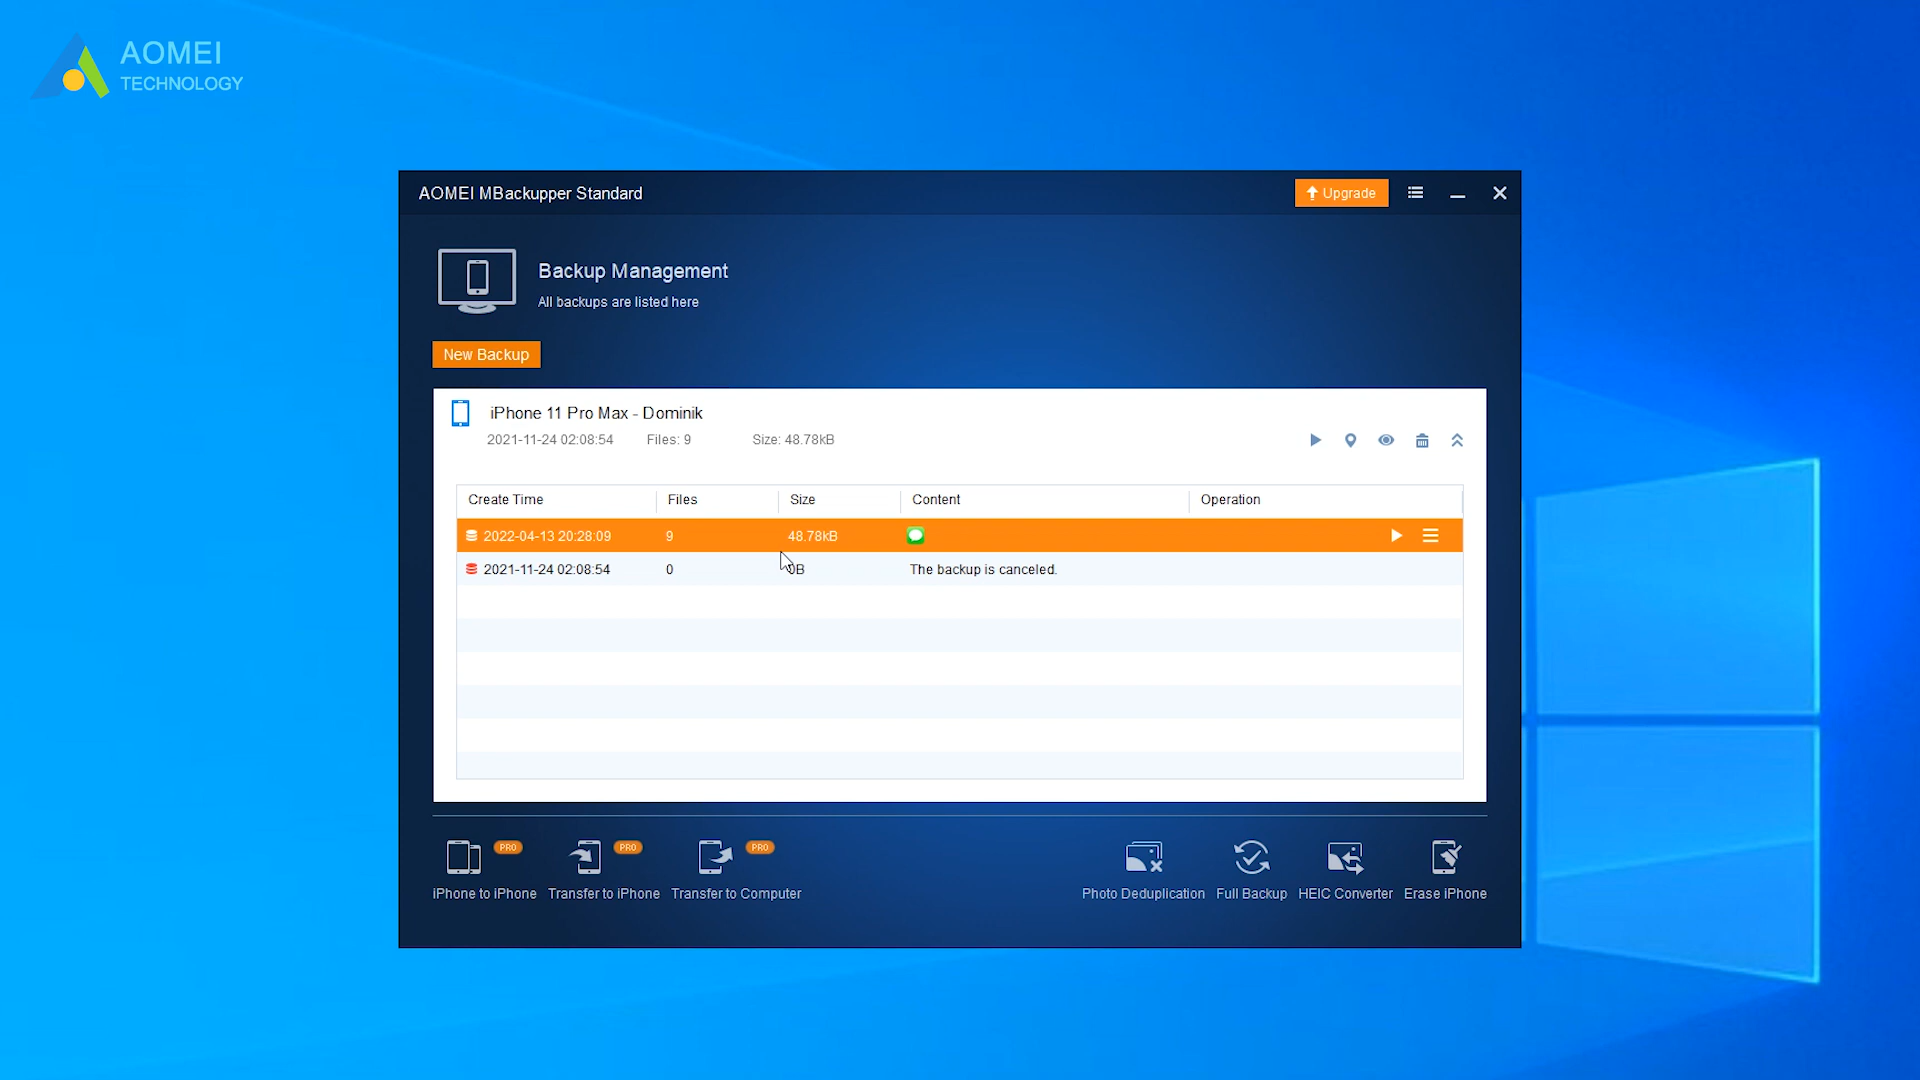 AOMEI
TECHNOLOGY
AOMEI MBackupper Standard
Upgrade
Backup Management
All backups are listed here
New Backup
iPhone 11 Pro Max - Dominik
2021-11-24 02:08:54 Files: 9 Size: 48.78kB
Create Time Files Size Content Operation
2022-04-13 20:28:09 9 48.78kB
2021-11-24 02:08:54 0 0B The backup is canceled.
PRO PRO PRO
iPhone to iPhone Transfer to iPhone Transfer to Computer Photo Deduplication Full Backup HEIC Converter Erase iPhone